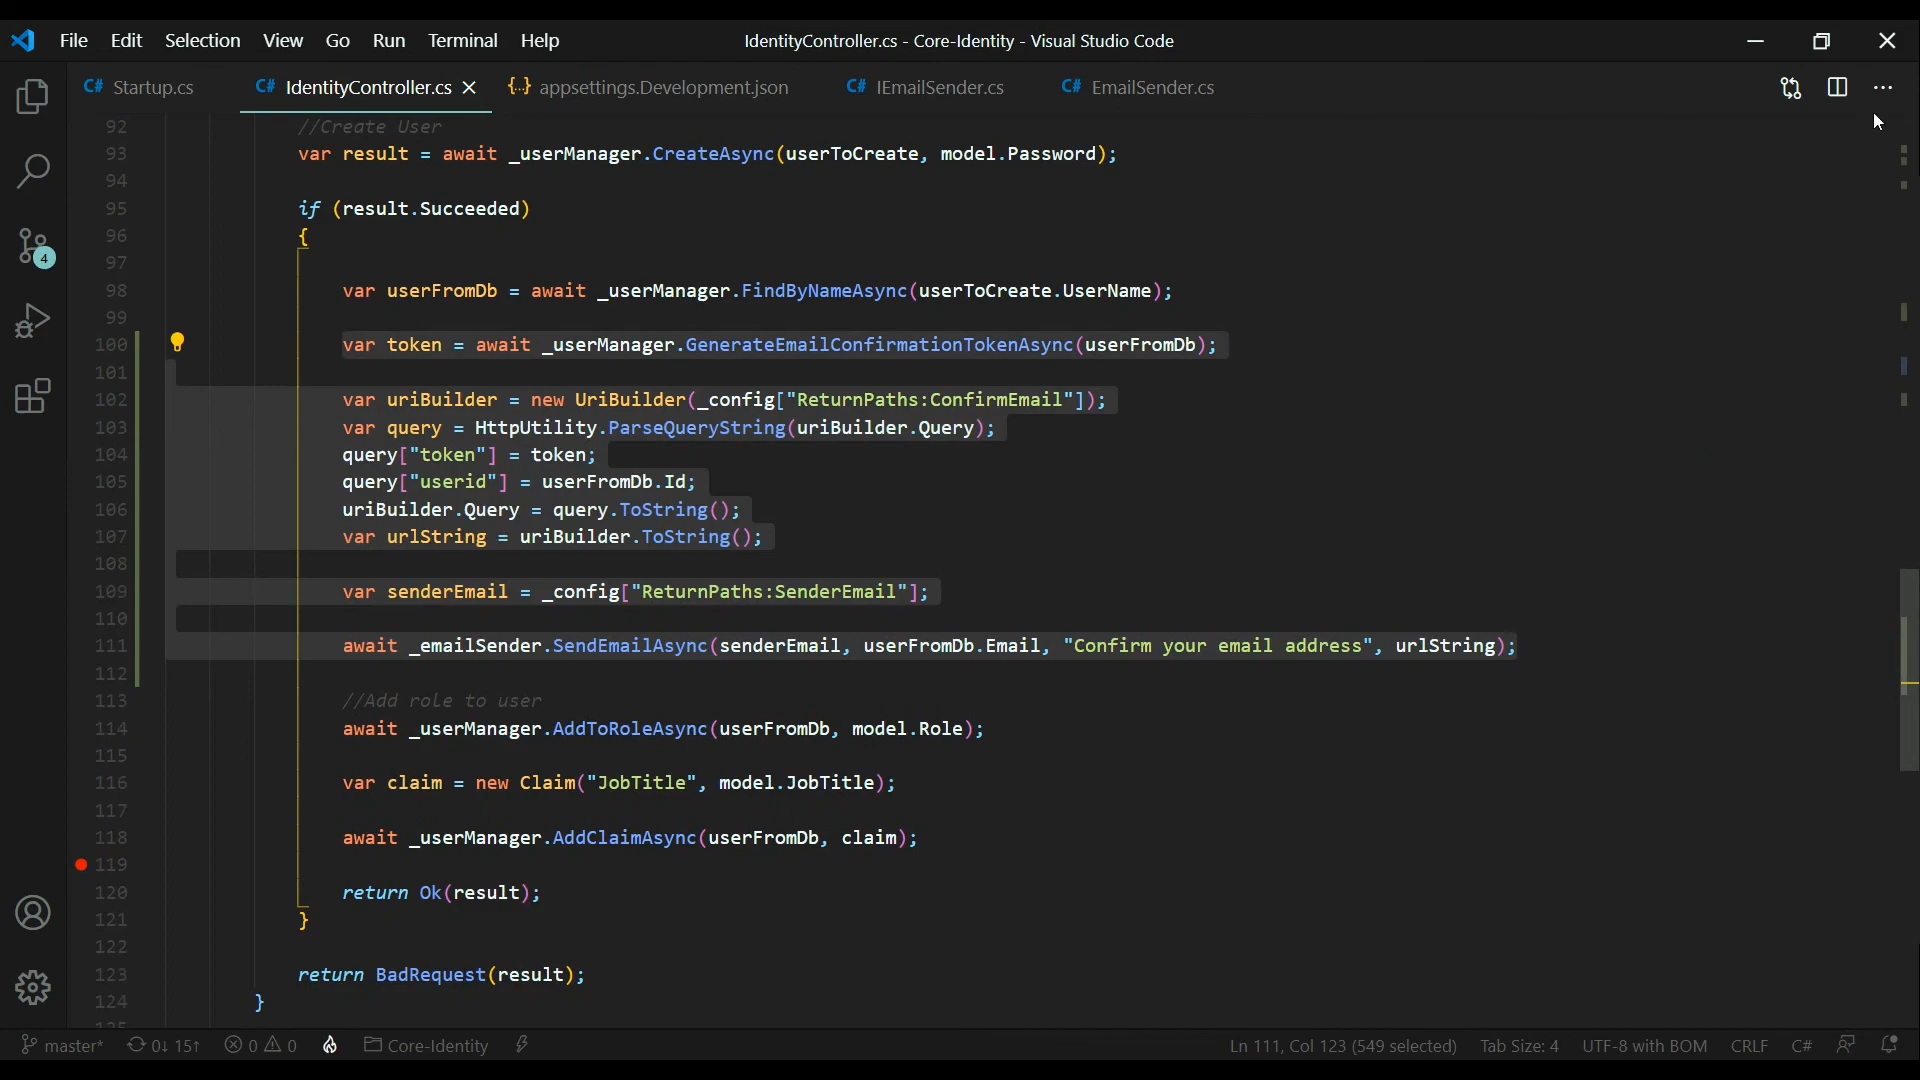 File Edit Selection View Go Run Terminal Help
IdentityController.cs - Core-Identity - Visual Studio Code
C# Startup.cs C# IdentityController.cs {..} appsettings.Development.json C# IEmailSender.cs C# EmailSender.cs
92 //Create User
93 var result = await _userManager.CreateAsync(userToCreate, model.Password);
94
95 if (result.Succeeded)
96 {
97
98 var userFromDb = await _userManager.FindByNameAsync(userToCreate.UserName);
99
100 var token = await _userManager.GenerateEmailConfirmationTokenAsync(userFromDb);
101
102 var uriBuilder = new UriBuilder(_config["ReturnPaths:ConfirmEmail"]);
103 var query = HttpUtility.ParseQueryString(uriBuilder.Query);
104 query["token"] = token;
105 query["userid"] = userFromDb.Id;
106 uriBuilder.Query = query.ToString();
107 var urlString = uriBuilder.ToString();
108
109 var senderEmail = _config["ReturnPaths:SenderEmail"];
110
111 await _emailSender.SendEmailAsync(senderEmail, userFromDb.Email, "Confirm your email address", urlString);
112
113 //Add role to user
114 await _userManager.AddToRoleAsync(userFromDb, model.Role);
115
116 var claim = new Claim("JobTitle", model.JobTitle);
117
118 await _userManager.AddClaimAsync(userFromDb, claim);
119
120 return Ok(result);
121 }
122
123 return BadRequest(result);
124 }
4
master* 0↓ 15↑ 0 0 Core-Identity Ln 111, Col 123 (549 selected) Tab Size: 4 UTF-8 with BOM CRLF C#